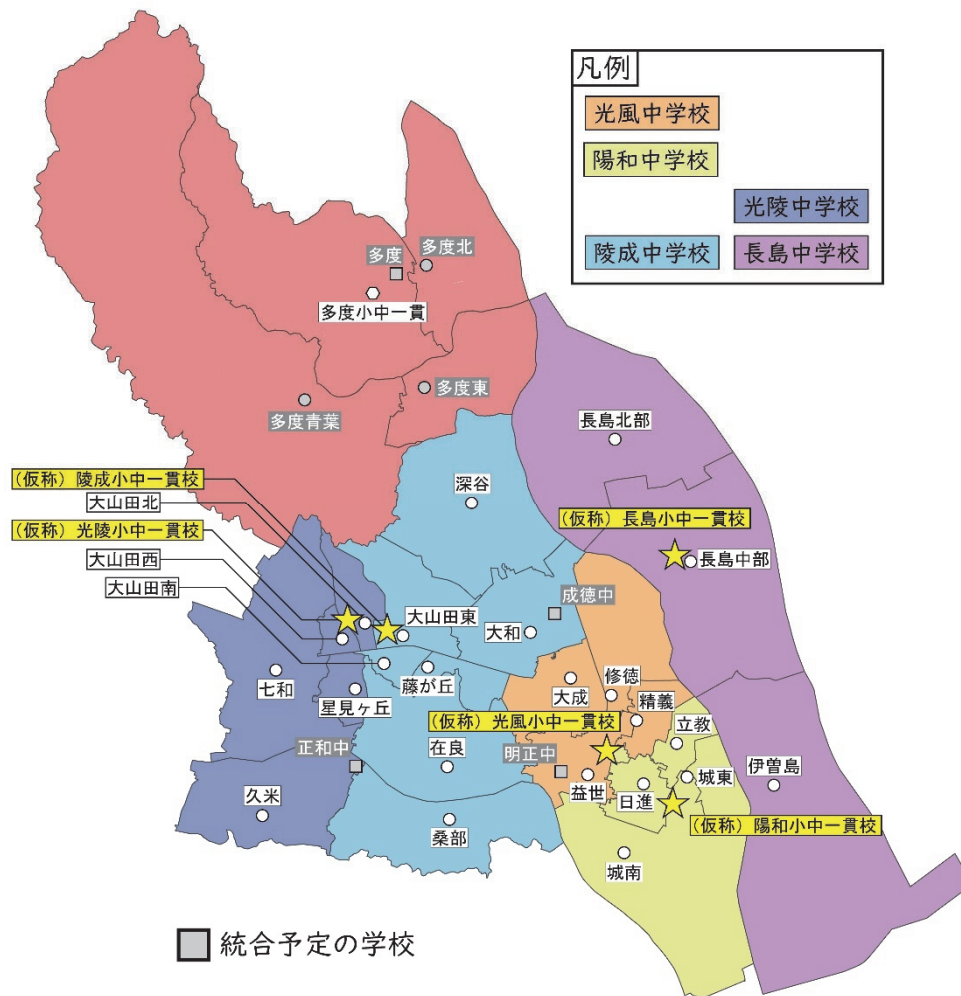 凡例
光風中学校
陽和中学校
光陵中学校
陵成中学校
長島中学校
多度
多度北
多度小中一貫
多度東
多度青葉
長島北部
(仮称)陵成小中一貫校
深谷
大山田北
(仮称)長島小中一貫校
(仮称)光陵小中一貫校
長島中部
大山田西
成徳中
大山田南
大山田東
大和
七和
藤が丘
大成
修徳
星見ヶ丘
精義
(仮称)光風小中一貫校
立教
正和中
在良
明正中
城東
伊曽島
益世
日進
久米
(仮称)陽和小中一貫校
桑部
城南
統合予定の学校